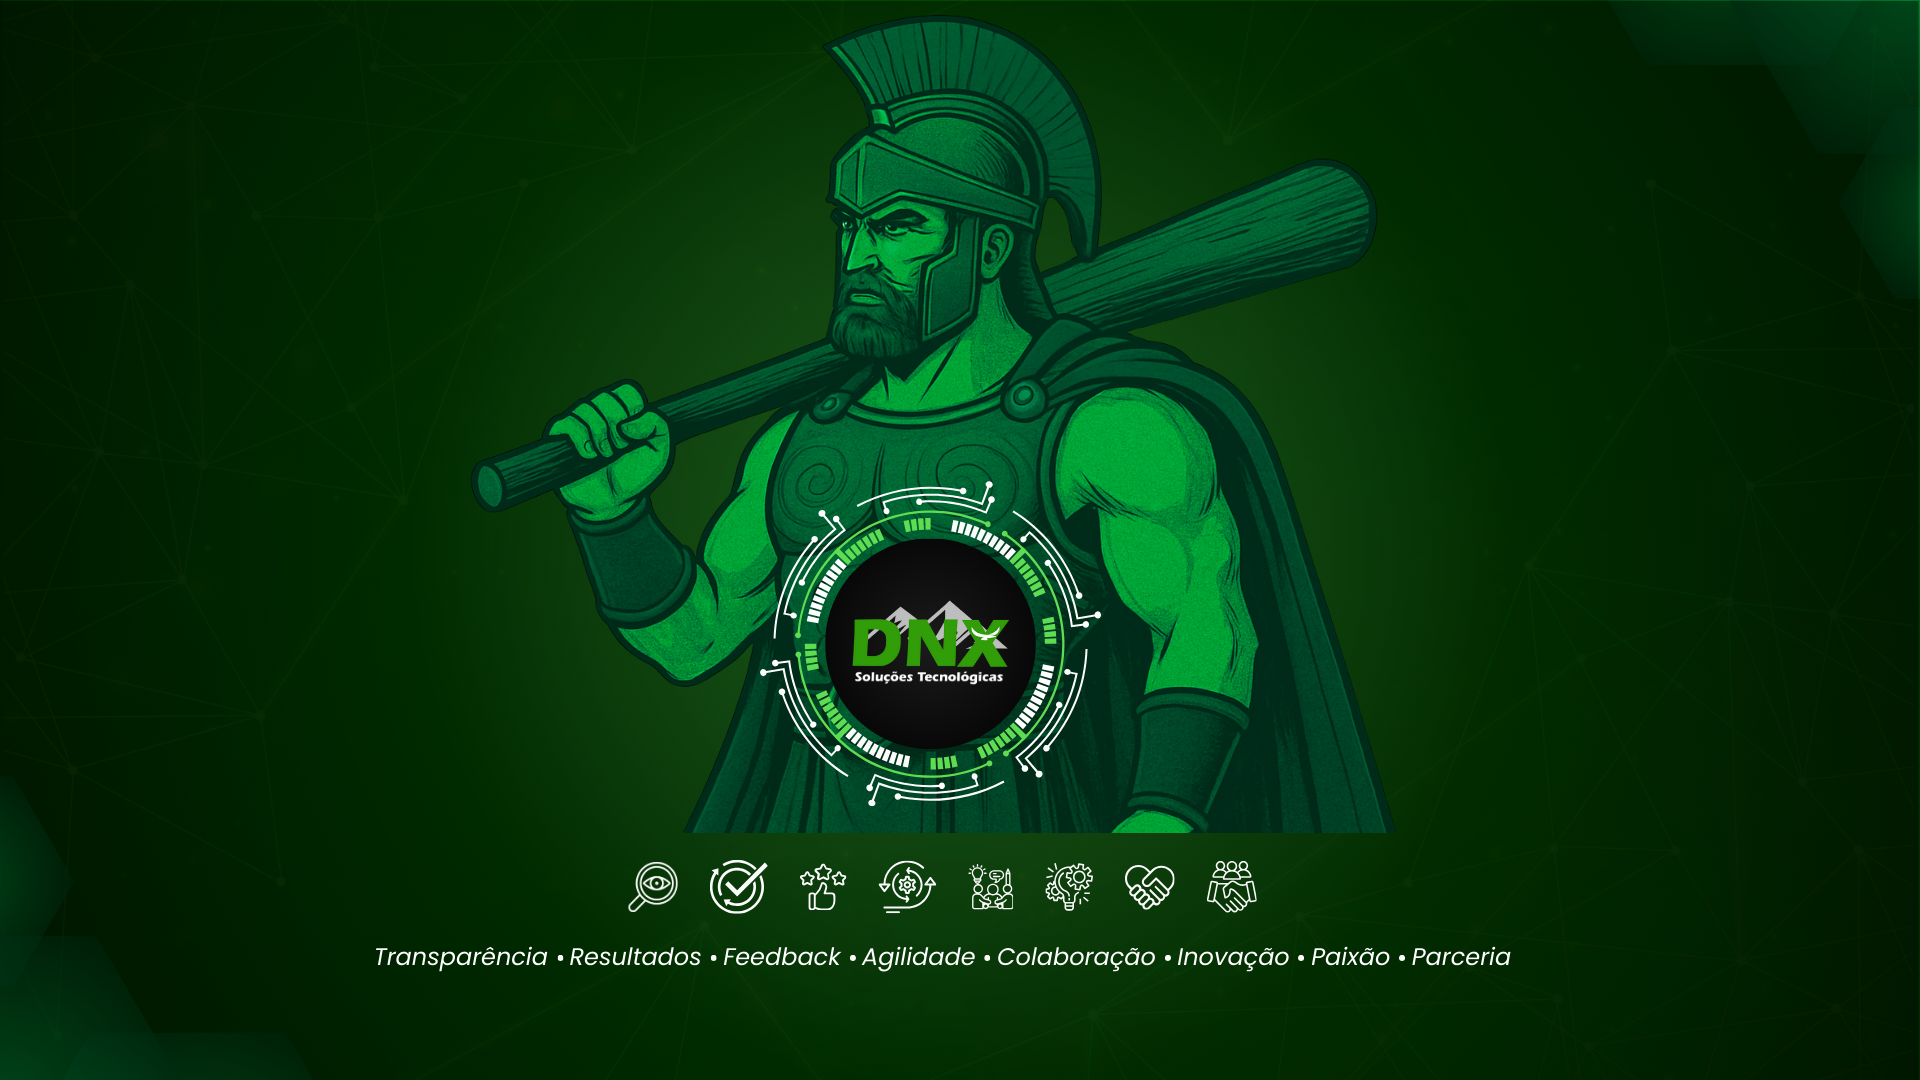 DNX
Soluções Tecnológicas
Transparência • Resultados • Feedback • Agilidade • Colaboração • Inovação • Paixão • Parceria